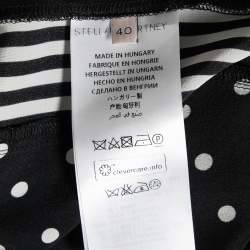 STELLA McCARTNEY
40
MADE IN HUNGARY
FABRIQUE EN HONGRIE
HERGESTELLT IN UNGARN
HECHO EN HUNGRIA
СДЕЛАНО В ВЕНГРИИ
ハンガリー製
clevercare.info